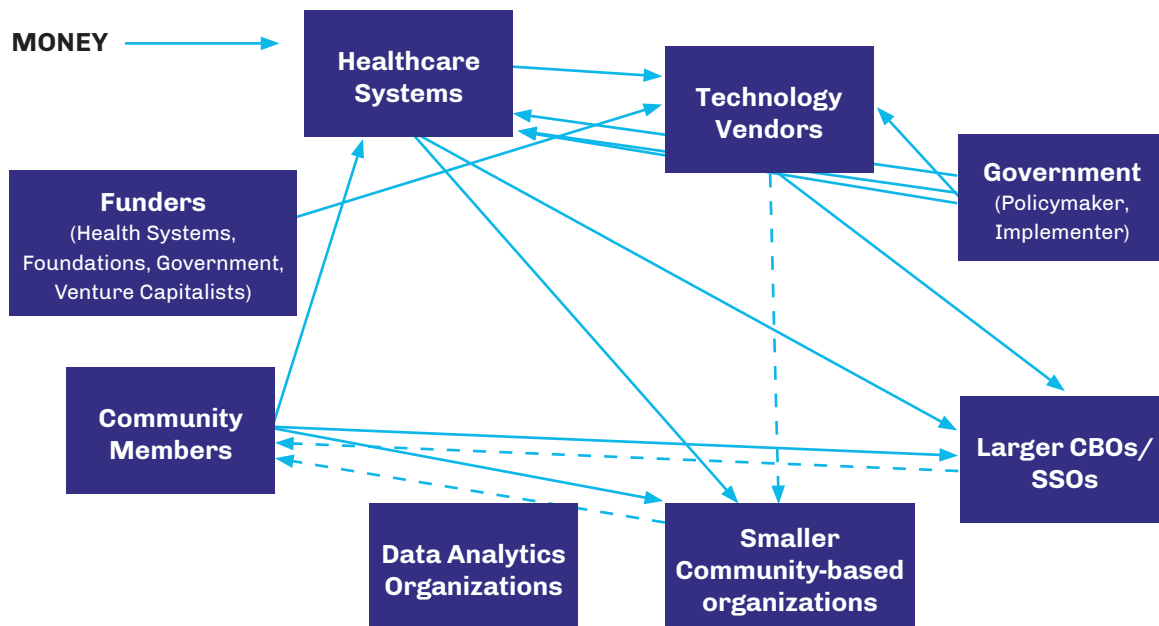 MONEY
Healthcare
Systems
Technology
Vendors
Government
(Policymaker,
Implementer)
Funders
(Health Systems,
Foundations, Government,
Venture Capitalists)
Community
Members
Larger CBOs/
SSOs
Data Analytics
Organizations
Smaller
Community-based
organizations